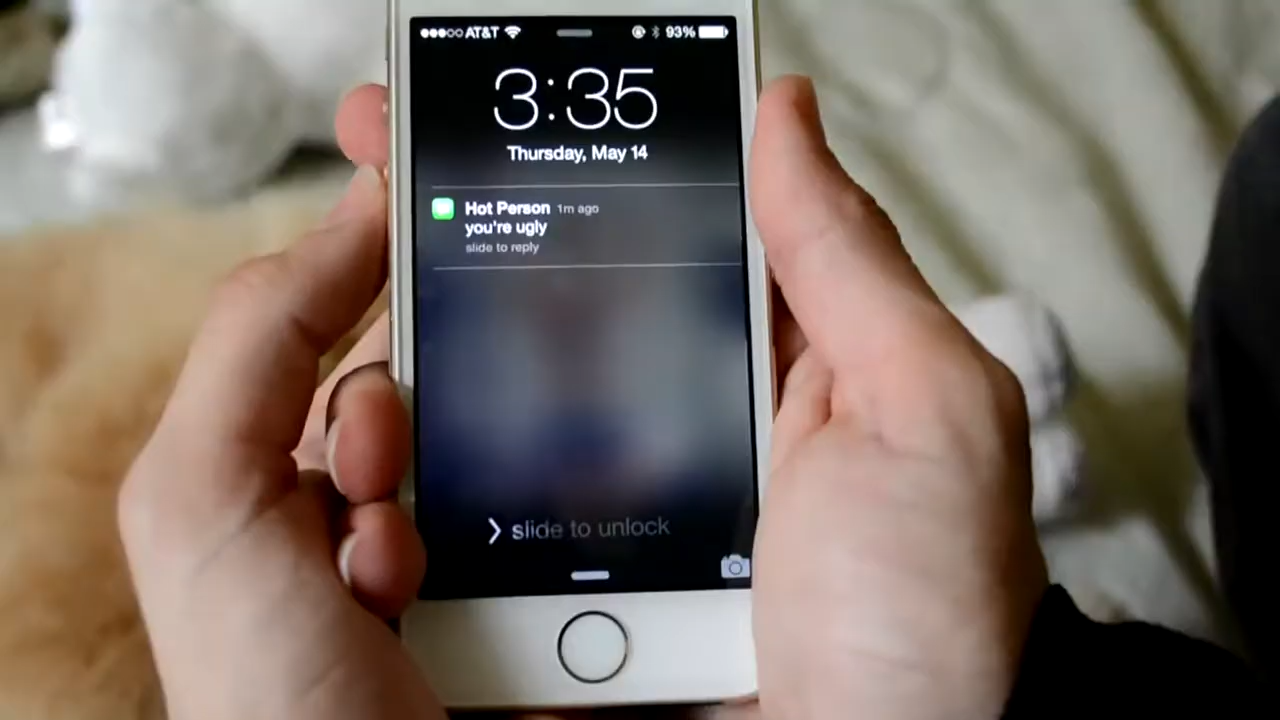 AT&T 93%
3:35
Thursday, May 14
Hot Person 1m ago
you're ugly
slide to reply
slide to unlock